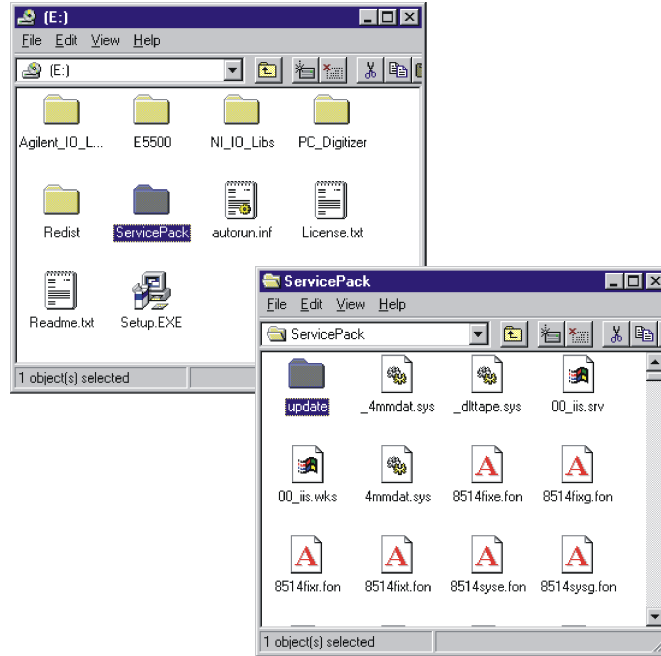 (E:)
File Edit View Help
(E:)
Agilent_IO_L... E5500 NI_IO_Libs PC_Digitizer
Redist ServicePack autorun.inf License.txt
Readme.txt Setup.EXE
1 object(s) selected
ServicePack
File Edit View Help
ServicePack
update _4mmdat.sys _dlttape.sys 00_iis.srv
00_iis.wks 4mmdat.sys 8514fixe.fon 8514fixg.fon
8514fixr.fon 8514fixt.fon 8514syse.fon 8514sysg.fon
1 object(s) selected